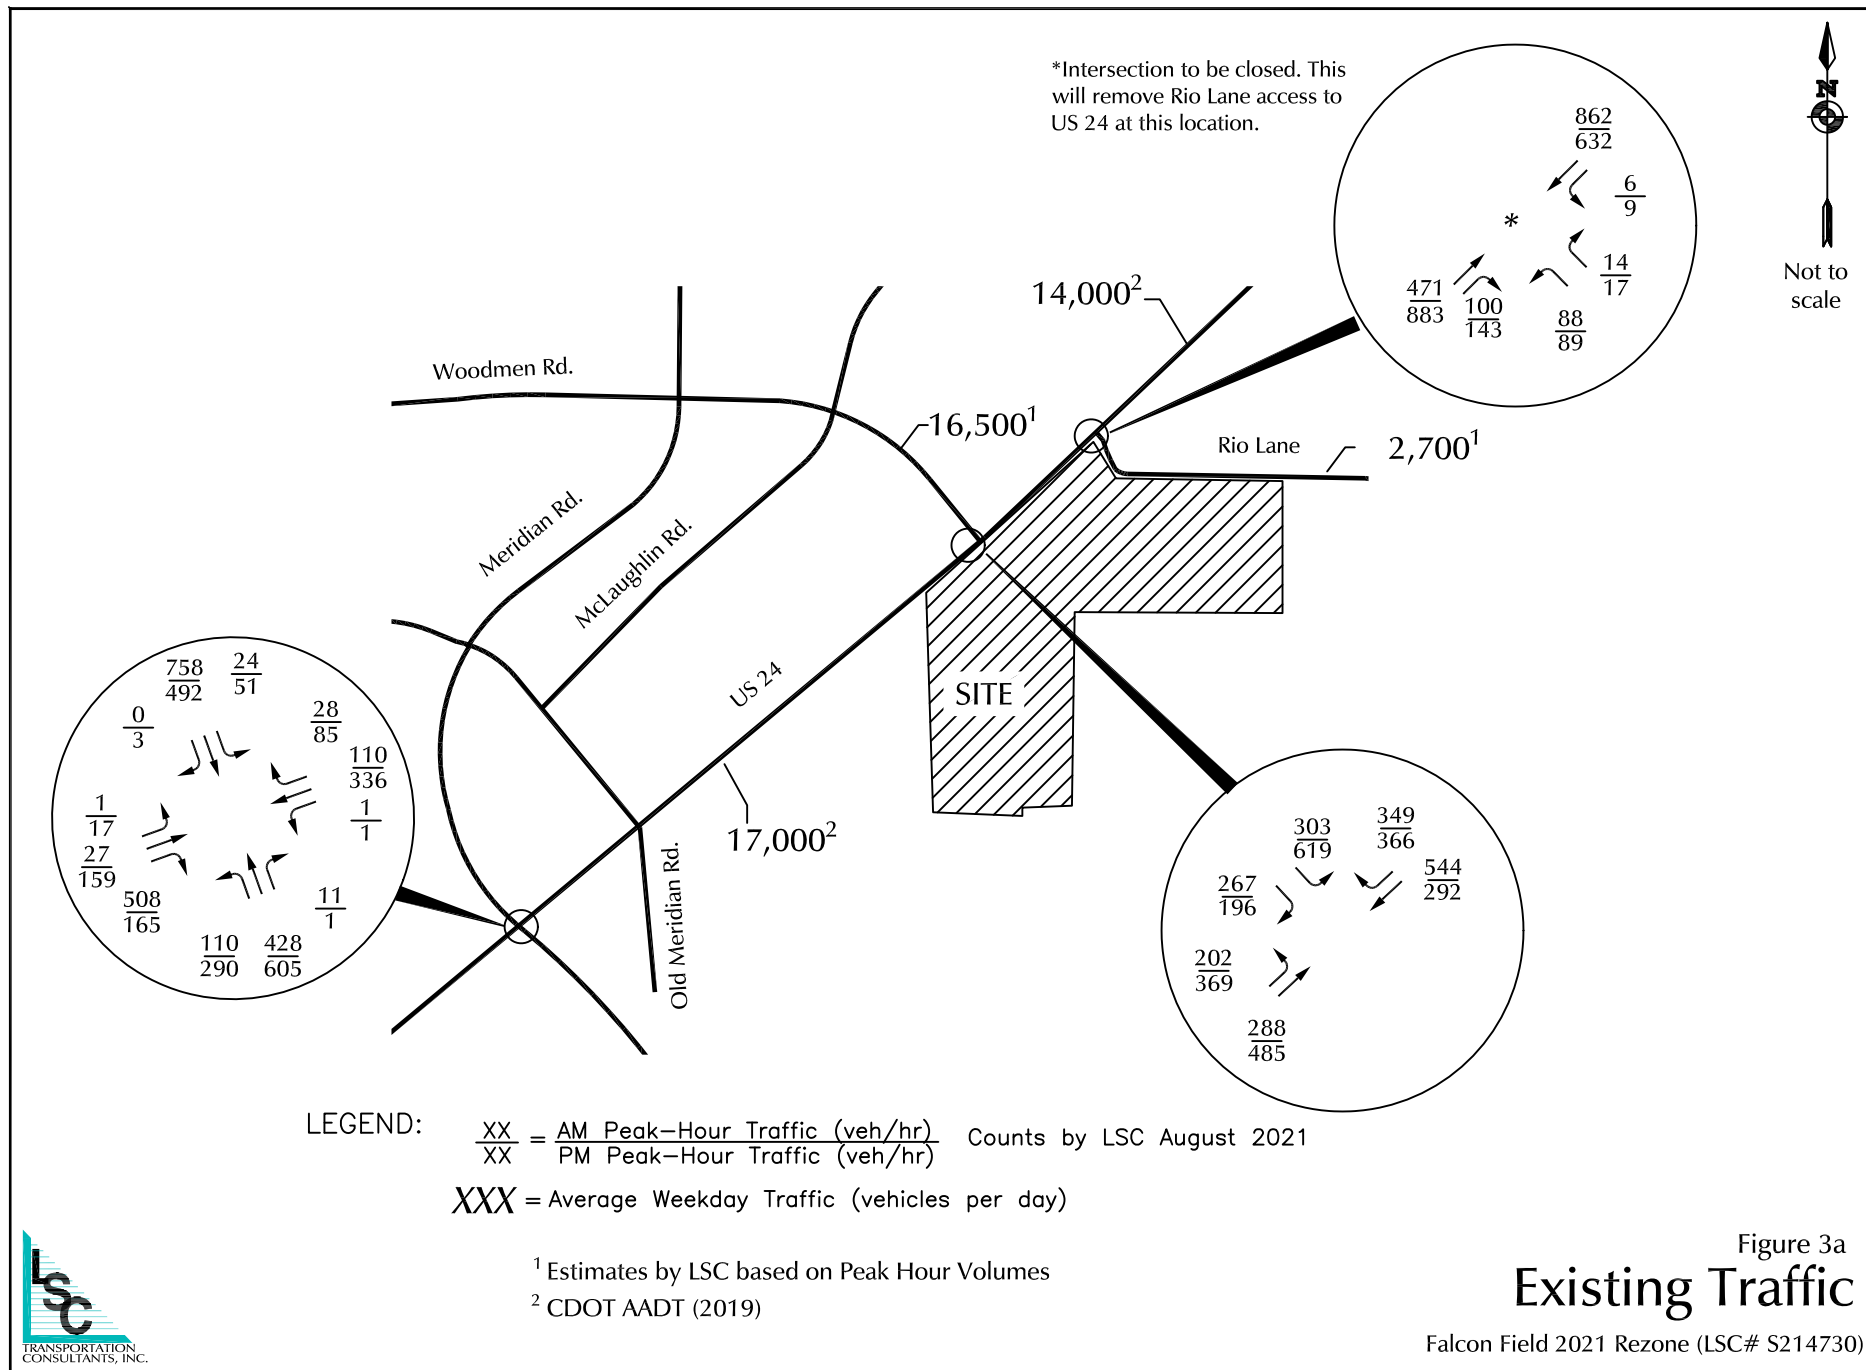 *Intersection to be closed. This
will remove Rio Lane access to
US 24 at this location.
N
Not to
scale
862
632
6
9
*
14
17
471
883
100
143
88
89
14,000²
Woodmen Rd.
16,500¹
Rio Lane
2,700¹
Meridian Rd.
McLaughlin Rd.
US 24
SITE
17,000²
Old Meridian Rd.
758
492
24
51
0
3
28
85
110
336
1
1
1
17
27
159
508
165
11
1
110
290
428
605
303
619
349
366
267
196
544
292
202
369
288
485
LEGEND:
XX = AM Peak-Hour Traffic (veh/hr) Counts by LSC August 2021
XX PM Peak-Hour Traffic (veh/hr)
XXX = Average Weekday Traffic (vehicles per day)
¹ Estimates by LSC based on Peak Hour Volumes
² CDOT AADT (2019)
LSC
TRANSPORTATION
CONSULTANTS, INC.
Figure 3a
Existing Traffic
Falcon Field 2021 Rezone (LSC# S214730)